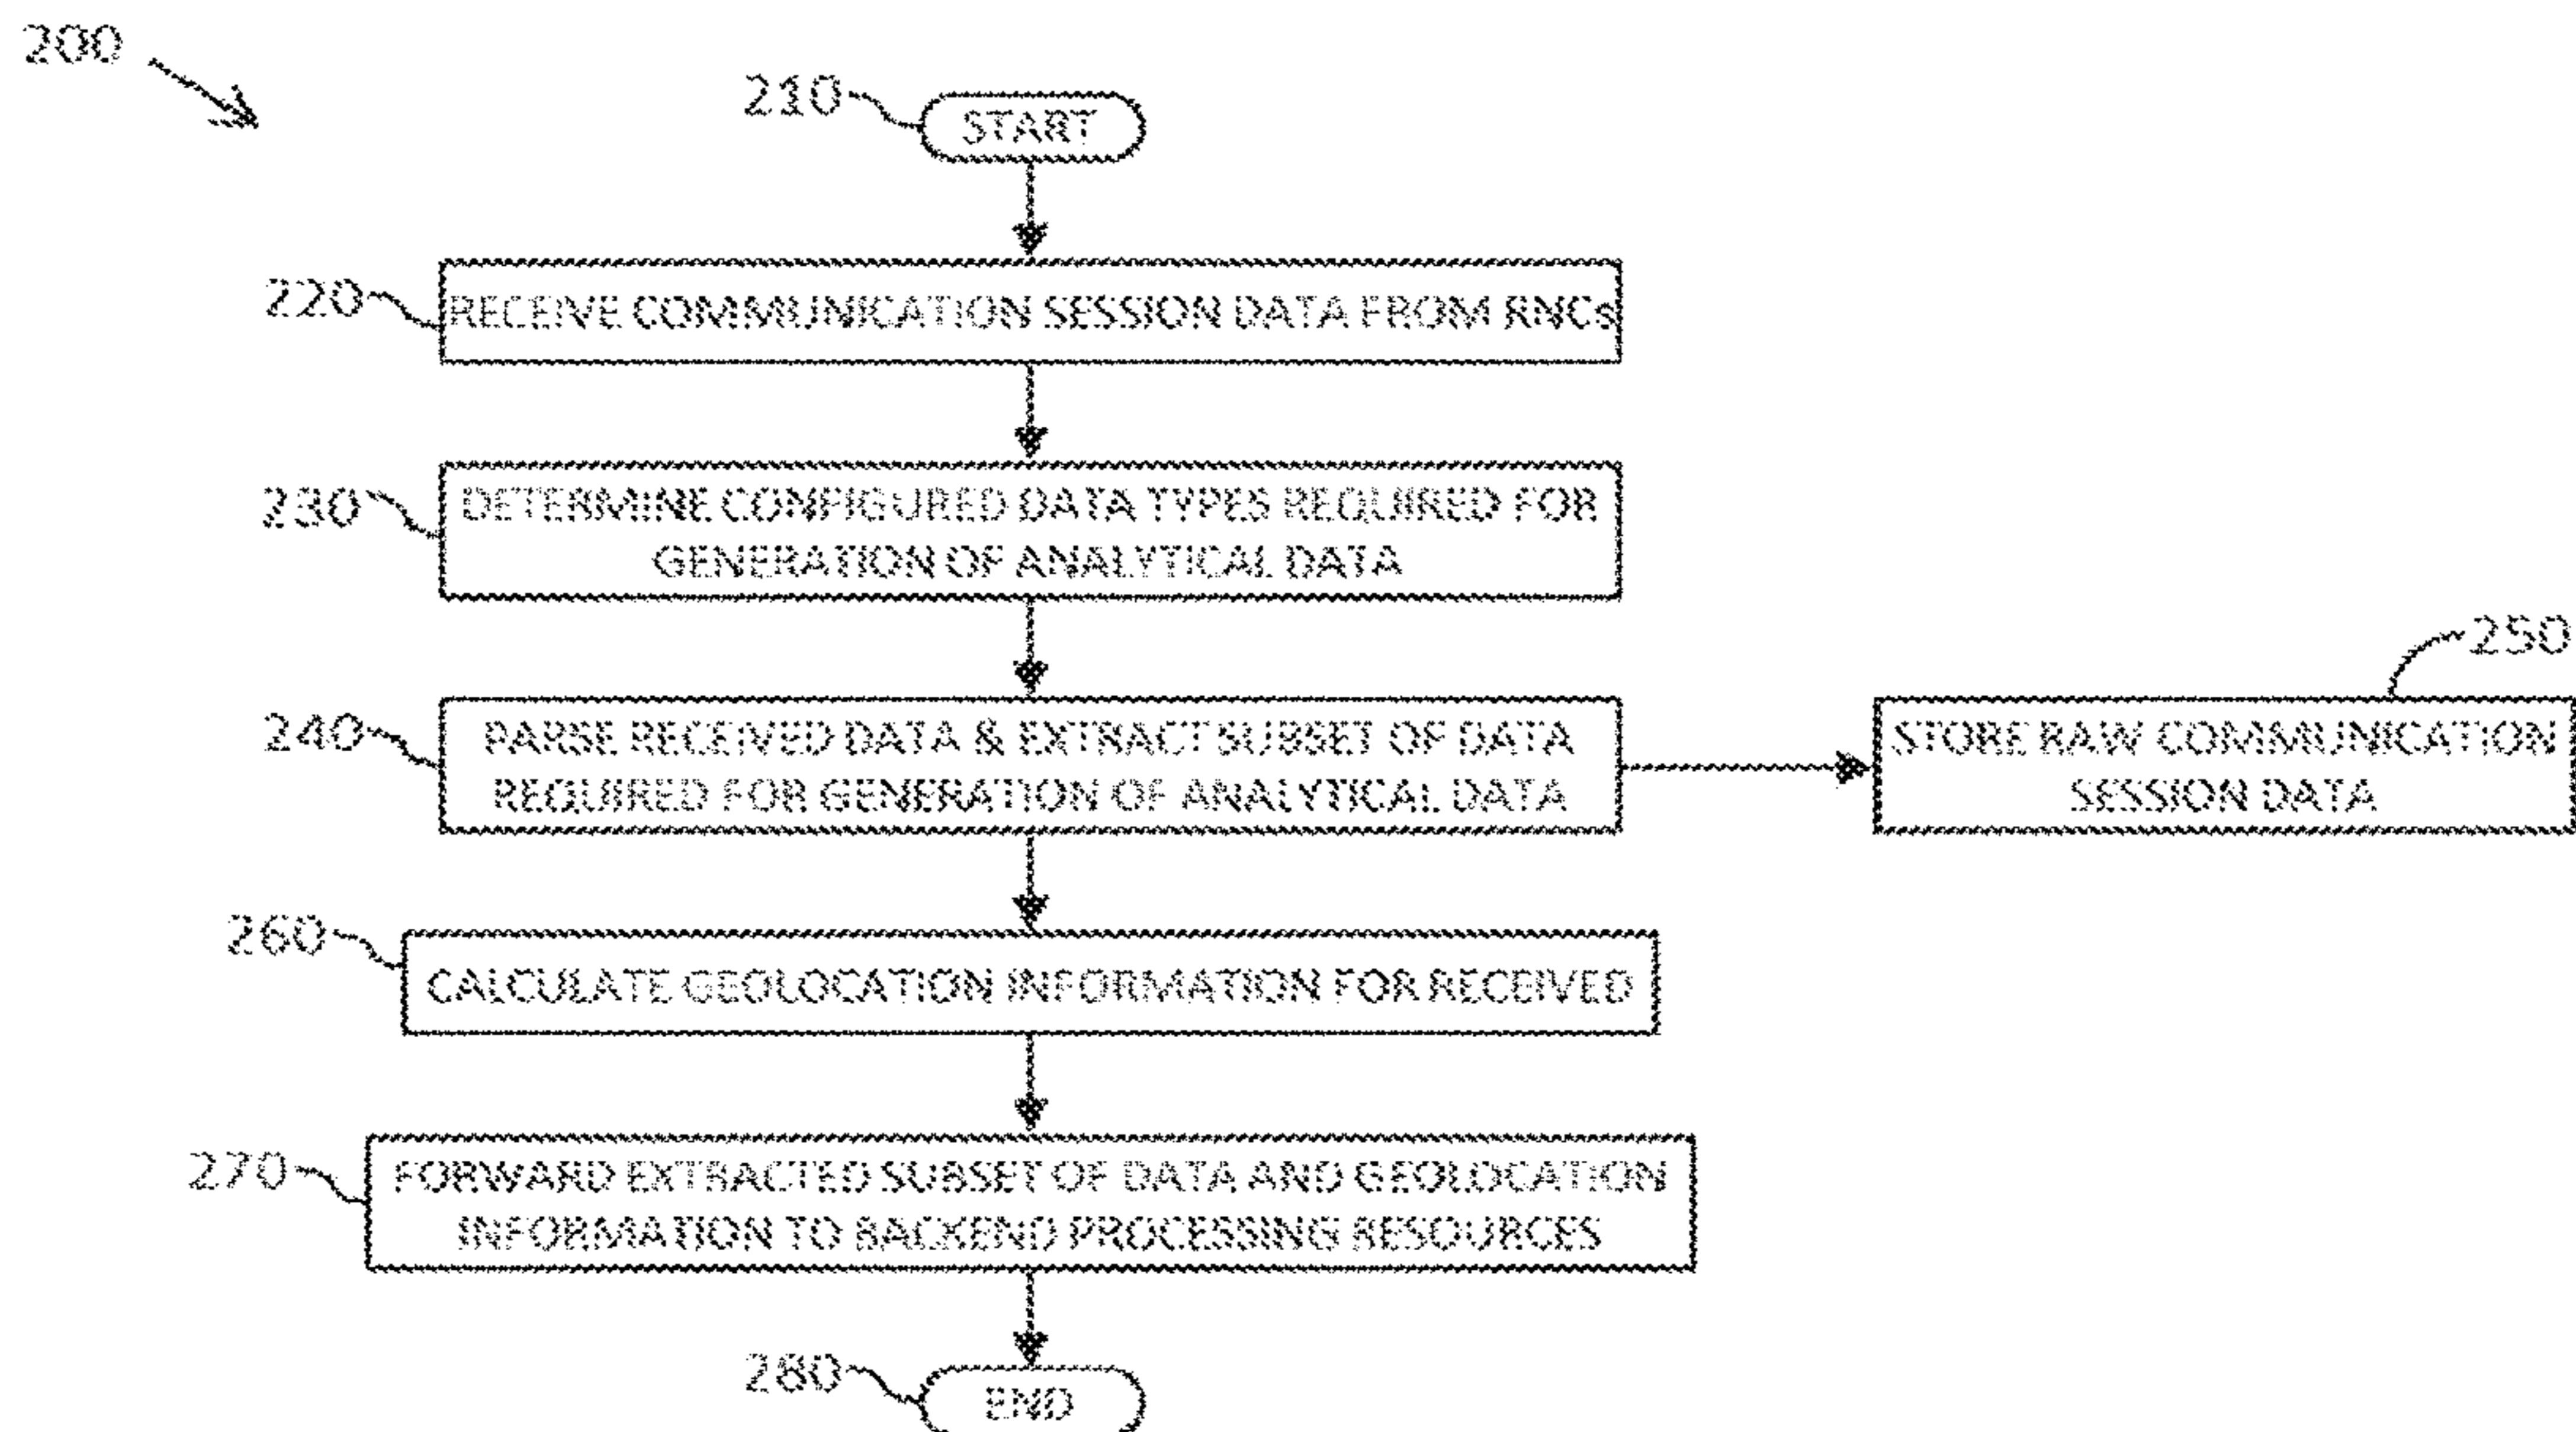 200
210
START
220
RECEIVE COMMUNICATION SESSION DATA FROM RNCs
230
DETERMINE CONFIGURED DATA TYPES REQUIRED FOR
GENERATION OF ANALYTICAL DATA
240
PARSE RECEIVED DATA & EXTRACT SUBSET OF DATA
REQUIRED FOR GENERATION OF ANALYTICAL DATA
250
STORE RAW COMMUNICATION
SESSION DATA
260
CALCULATE GEOLOCATION INFORMATION FOR RECEIVED
270
FORWARD EXTRACTED SUBSET OF DATA AND GEOLOCATION
INFORMATION TO BACKEND PROCESSING RESOURCES
280
END